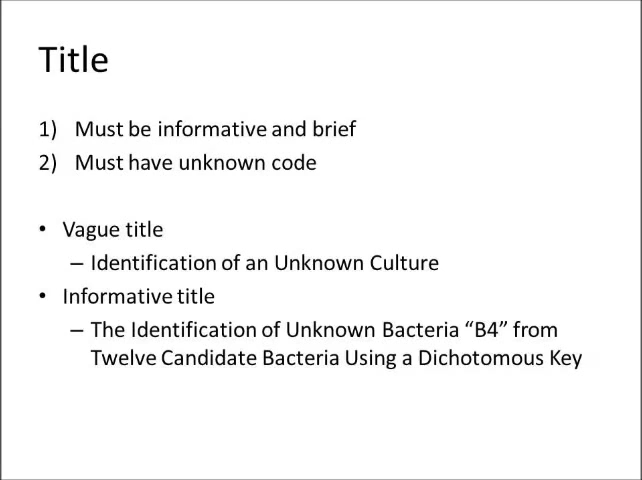 Title
1) Must be informative and brief
2) Must have unknown code
• Vague title
– Identification of an Unknown Culture
• Informative title
– The Identification of Unknown Bacteria “B4” from
Twelve Candidate Bacteria Using a Dichotomous Key